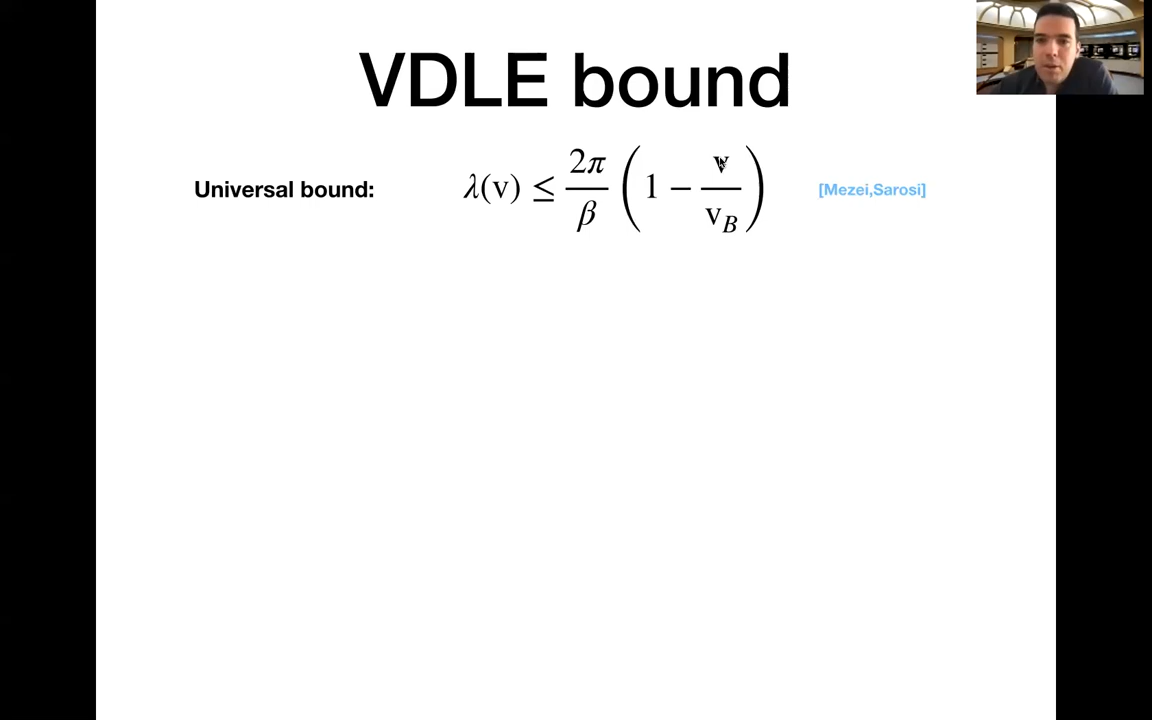 VDLE bound
Universal bound: λ(v) ≤ 2π/β (1 − v/v_B) [Mezei,Sarosi]